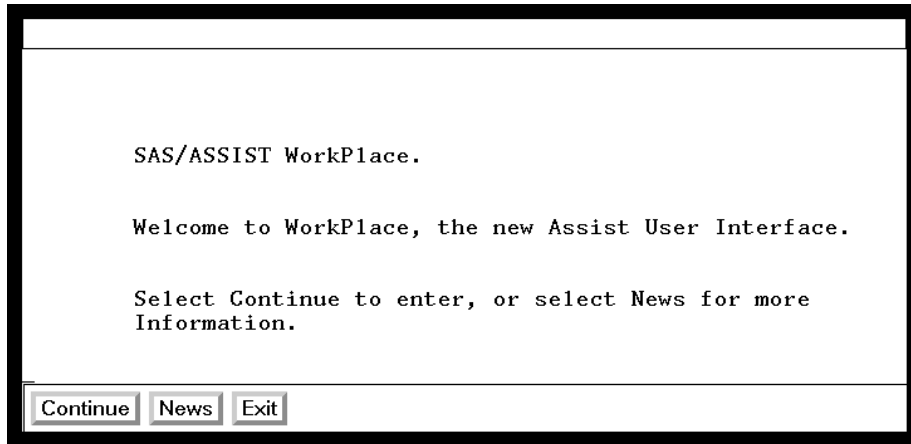 SAS/ASSIST WorkPlace.
Welcome to WorkPlace, the new Assist User Interface.
Select Continue to enter, or select News for more
Information.
Continue News Exit